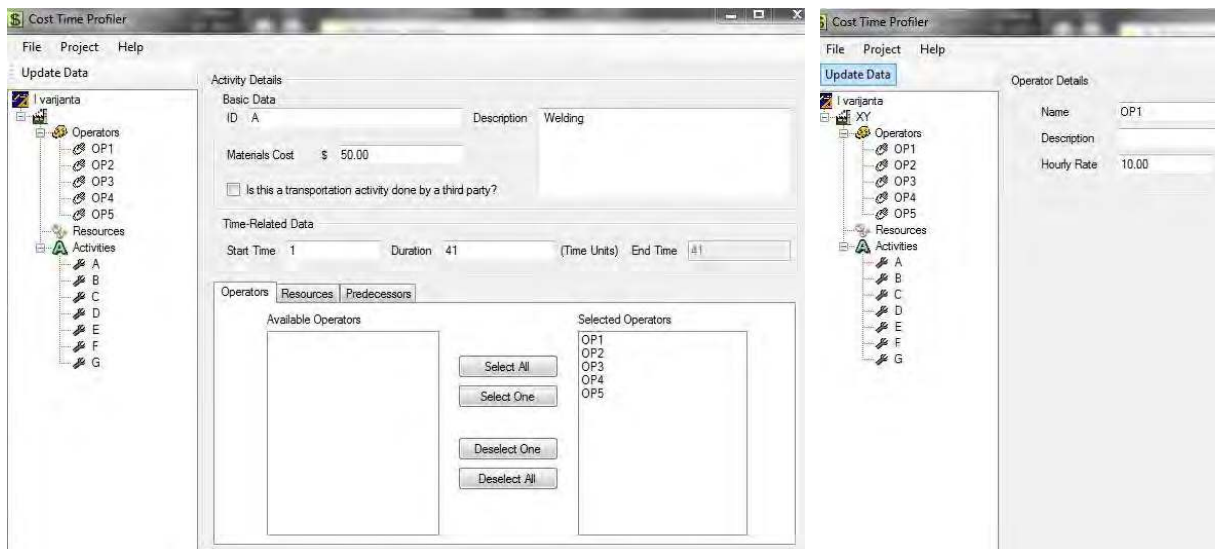 Cost Time Profiler
File Project Help
Update Data
I varijanta
Operators
OP1
OP2
OP3
OP4
OP5
Resources
Activities
A
B
C
D
E
F
G
Activity Details
Basic Data
ID A
Description Welding
Materials Cost $ 50.00
Is this a transportation activity done by a third party?
Time-Related Data
Start Time 1 Duration 41 (Time Units) End Time 41
Operators Resources Predecessors
Available Operators Selected Operators
OP1
OP2
OP3
OP4
OP5
Select All
Select One
Deselect One
Deselect All
Cost Time Profiler
File Project Help
Update Data
I varijanta
XY
Operators
OP1
OP2
OP3
OP4
OP5
Resources
Activities
A
B
C
D
E
F
G
Operator Details
Name OP1
Description
Hourly Rate 10.00